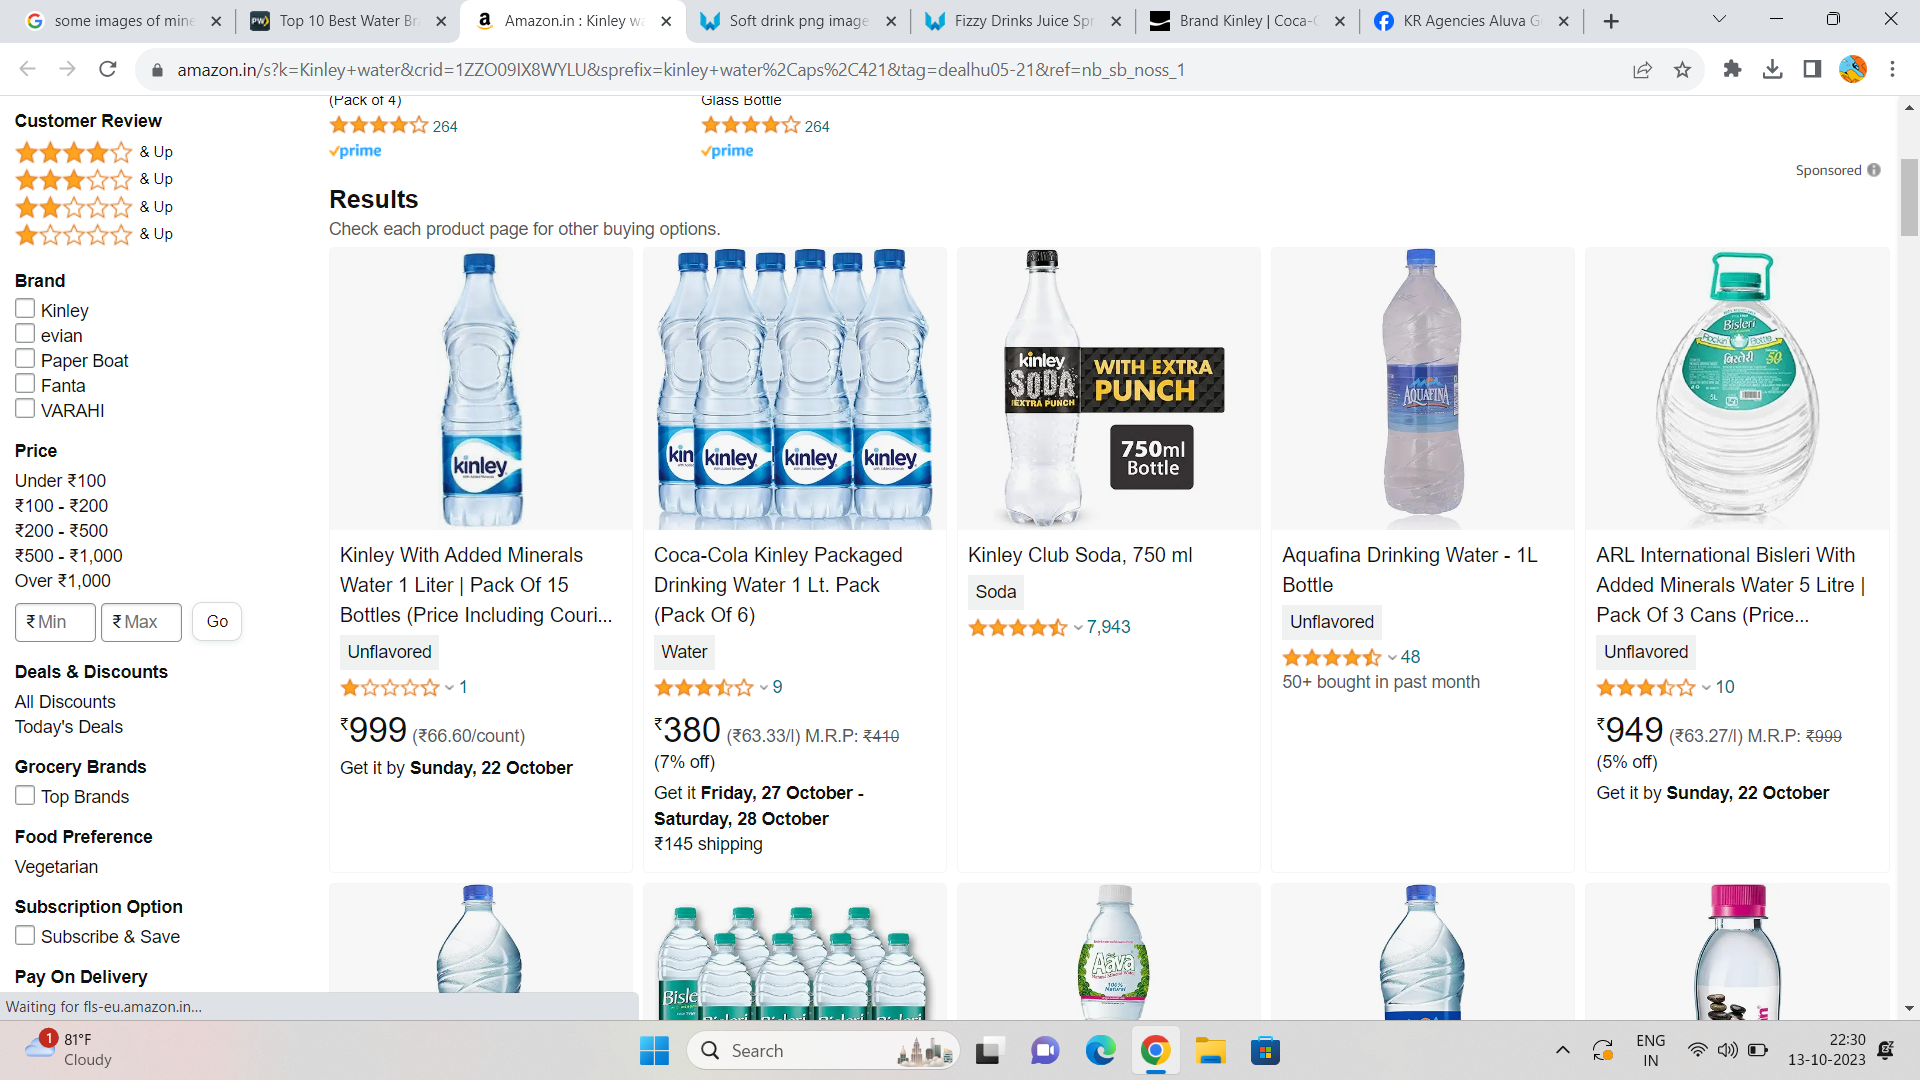 some images of mine
Top 10 Best Water Br
Amazon.in : Kinley wa
Soft drink png image
Fizzy Drinks Juice Spr
Brand Kinley | Coca-C
KR Agencies Aluva G
amazon.in/s?k=Kinley+water&crid=1ZZO09IX8WYLU&sprefix=kinley+water%2Caps%2C421&tag=dealhu05-21&ref=nb_sb_noss_1
Customer Review
& Up
& Up
& Up
& Up
Brand
Kinley
evian
Paper Boat
Fanta
VARAHI
Price
Under ₹100
₹100 - ₹200
₹200 - ₹500
₹500 - ₹1,000
Over ₹1,000
₹ Min ₹ Max Go
Deals & Discounts
All Discounts
Today's Deals
Grocery Brands
Top Brands
Food Preference
Vegetarian
Subscription Option
Subscribe & Save
Pay On Delivery
Waiting for fls-eu.amazon.in...
(Pack of 4)
264
prime
Glass Bottle
264
prime
Sponsored
Results
Check each product page for other buying options.
kinley
Kinley With Added Minerals
Water 1 Liter | Pack Of 15
Bottles (Price Including Couri...
Unflavored
1
₹999 (₹66.60/count)
Get it by Sunday, 22 October
kin kinley kinley kinley
Coca-Cola Kinley Packaged
Drinking Water 1 Lt. Pack
(Pack Of 6)
Water
9
₹380 (₹63.33/l) M.R.P: ₹410
(7% off)
Get it Friday, 27 October -
Saturday, 28 October
₹145 shipping
kinley
SODA
EXTRA PUNCH
WITH EXTRA
PUNCH
750ml
Bottle
Kinley Club Soda, 750 ml
Soda
7,943
AQUAFINA
Aquafina Drinking Water - 1L
Bottle
Unflavored
48
50+ bought in past month
Bisleri
Rockin' Bottle
बिस्लेरी
50
5L
ARL International Bisleri With
Added Minerals Water 5 Litre |
Pack Of 3 Cans (Price...
Unflavored
10
₹949 (₹63.27/l) M.R.P: ₹999
(5% off)
Get it by Sunday, 22 October
Bisle
Aava
100%
Natural
1
81°F
Cloudy
Search
ENG
IN
22:30
13-10-2023